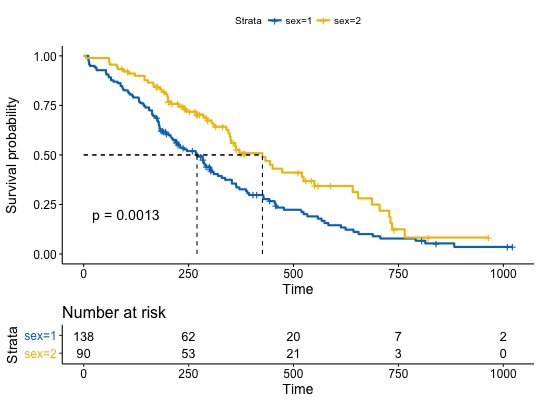 Strata sex=1 sex=2
Survival probability
1.00
0.75
0.50
0.25
0.00
p = 0.0013
0 250 500 750 1000
Time
Number at risk
Strata
sex=1 138 62 20 7 2
sex=2 90 53 21 3 0
0 250 500 750 1000
Time